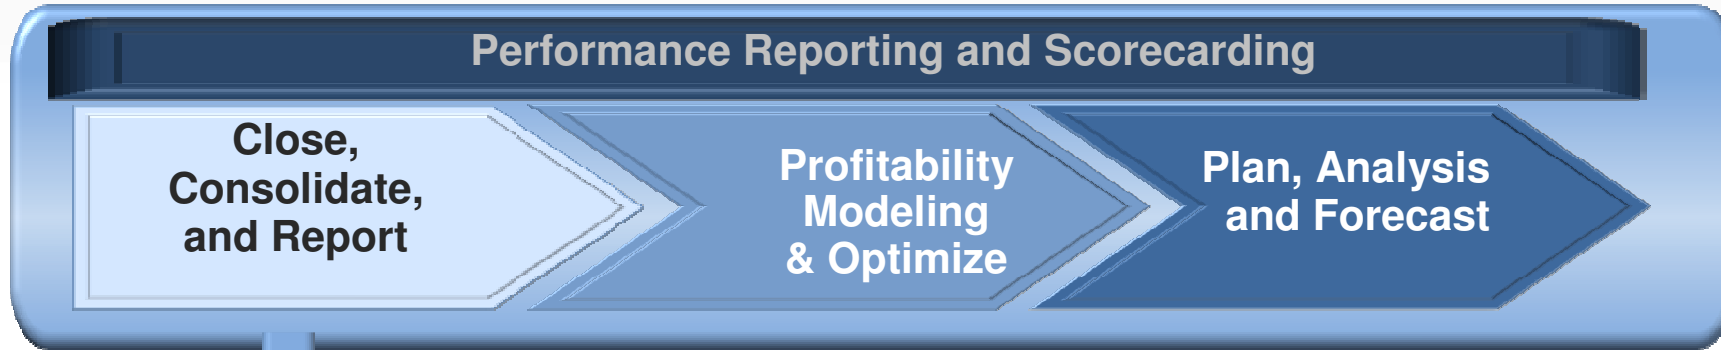 Performance Reporting and Scorecarding
Close,
Consolidate,
and Report
Profitability
Modeling
& Optimize
Plan, Analysis
and Forecast